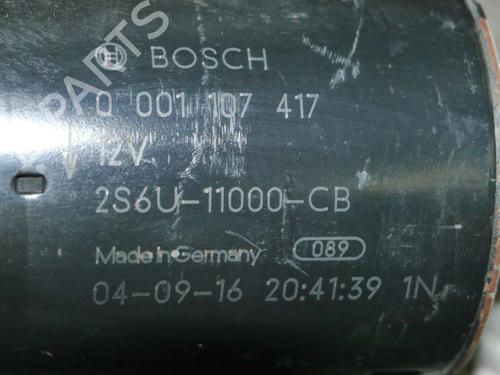 BOSCH
0 001 107 417
12V
2S6U-11000-CB
Made in Germany 089
04-09-16 20:41:39 1N